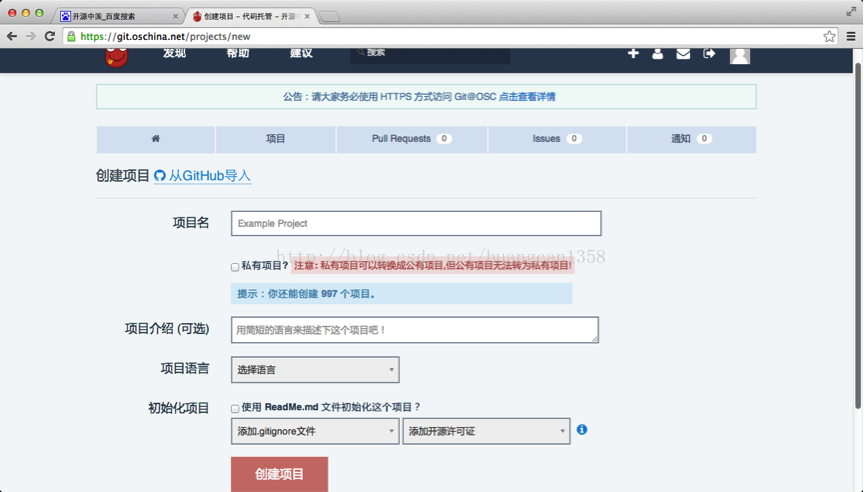 开源中国_百度搜索
创建项目 - 代码托管 - 开源中
https://git.oschina.net/projects/new
发现 帮助 建议 搜索
公告：请大家务必使用 HTTPS 方式访问 Git@OSC 点击查看详情
项目 Pull Requests 0 Issues 0 通知 0
创建项目 从GitHub导入
项目名 Example Project
http://blog.csdn.net/huangcan1358
私有项目? 注意: 私有项目可以转换成公有项目,但公有项目无法转为私有项目!
提示：你还能创建 997 个项目。
项目介绍 (可选) 用简短的语言来描述下这个项目吧！
项目语言 选择语言
初始化项目 使用 ReadMe.md 文件初始化这个项目？
添加.gitignore文件 添加开源许可证
创建项目